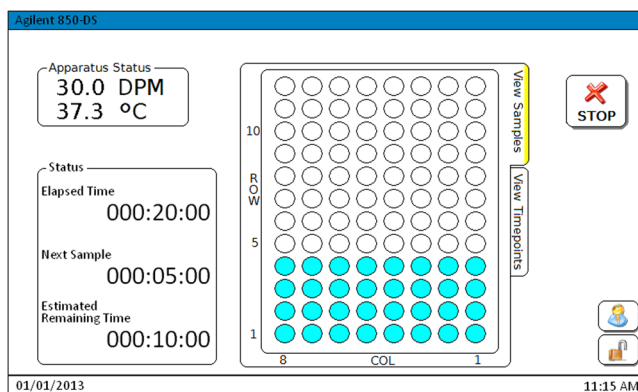 Agilent 850-DS
Apparatus Status
30.0 DPM
37.3 ºC
Status
Elapsed Time
000:20:00
Next Sample
000:05:00
Estimated
Remaining Time
000:10:00
10
ROW
5
1
8 COL 1
View Samples
View Timepoints
STOP
01/01/2013 11:15 AM